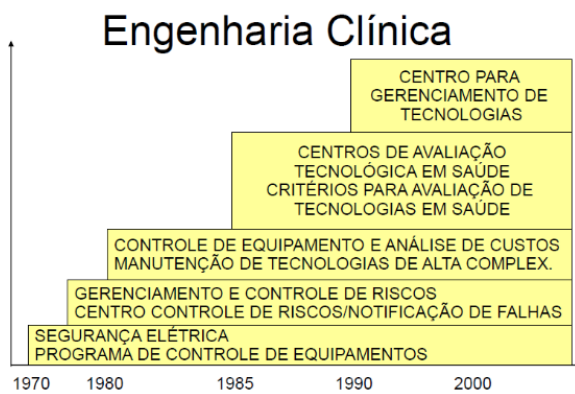 Engenharia Clínica
CENTRO PARA
GERENCIAMENTO DE
TECNOLOGIAS
CENTROS DE AVALIAÇÃO
TECNOLÓGICA EM SAÚDE
CRITÉRIOS PARA AVALIAÇÃO DE
TECNOLOGIAS EM SAÚDE
CONTROLE DE EQUIPAMENTO E ANÁLISE DE CUSTOS
MANUTENÇÃO DE TECNOLOGIAS DE ALTA COMPLEX.
GERENCIAMENTO E CONTROLE DE RISCOS
CENTRO CONTROLE DE RISCOS/NOTIFICAÇÃO DE FALHAS
SEGURANÇA ELÉTRICA
PROGRAMA DE CONTROLE DE EQUIPAMENTOS
1970 1980 1985 1990 2000